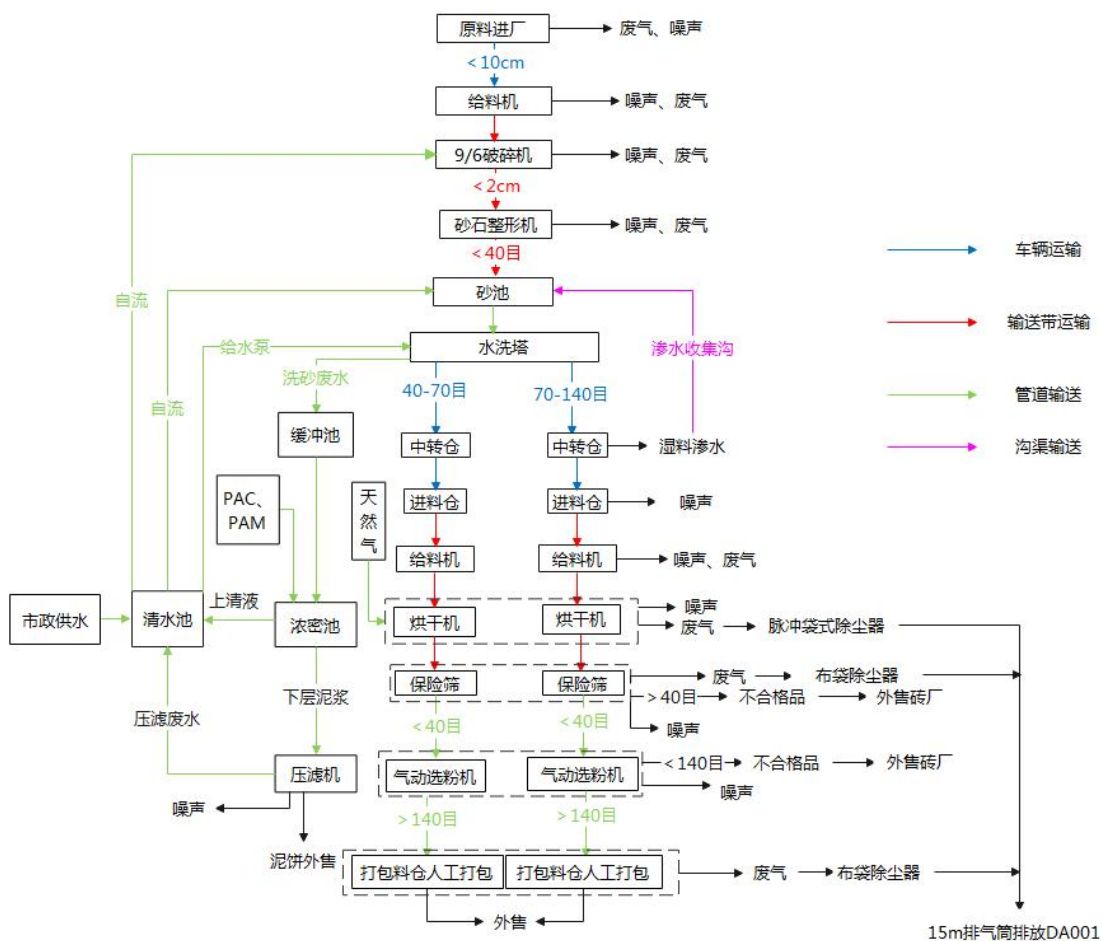 原料进厂
废气、噪声
<10cm
给料机
噪声、废气
9/6破碎机
噪声、废气
<2cm
砂石整形机
噪声、废气
<40目
车辆运输
砂池
自流
输送带运输
给水泵
水洗塔
渗水收集沟
洗砂废水
40-70目
70-140目
管道输送
自流
缓冲池
中转仓
中转仓
湿料渗水
沟渠输送
PAC、
PAM
天
然
气
进料仓
进料仓
噪声
给料机
给料机
噪声、废气
市政供水
清水池
上清液
浓密池
烘干机
烘干机
噪声
废气
脉冲袋式除尘器
保险筛
保险筛
废气
布袋除尘器
>40目
不合格品
外售砖厂
噪声
下层泥浆
压滤废水
<40目
<40目
压滤机
气动选粉机
气动选粉机
<140目
不合格品
外售砖厂
噪声
噪声
>140目
>140目
泥饼外售
打包料仓人工打包
打包料仓人工打包
废气
布袋除尘器
外售
15m排气筒排放DA001